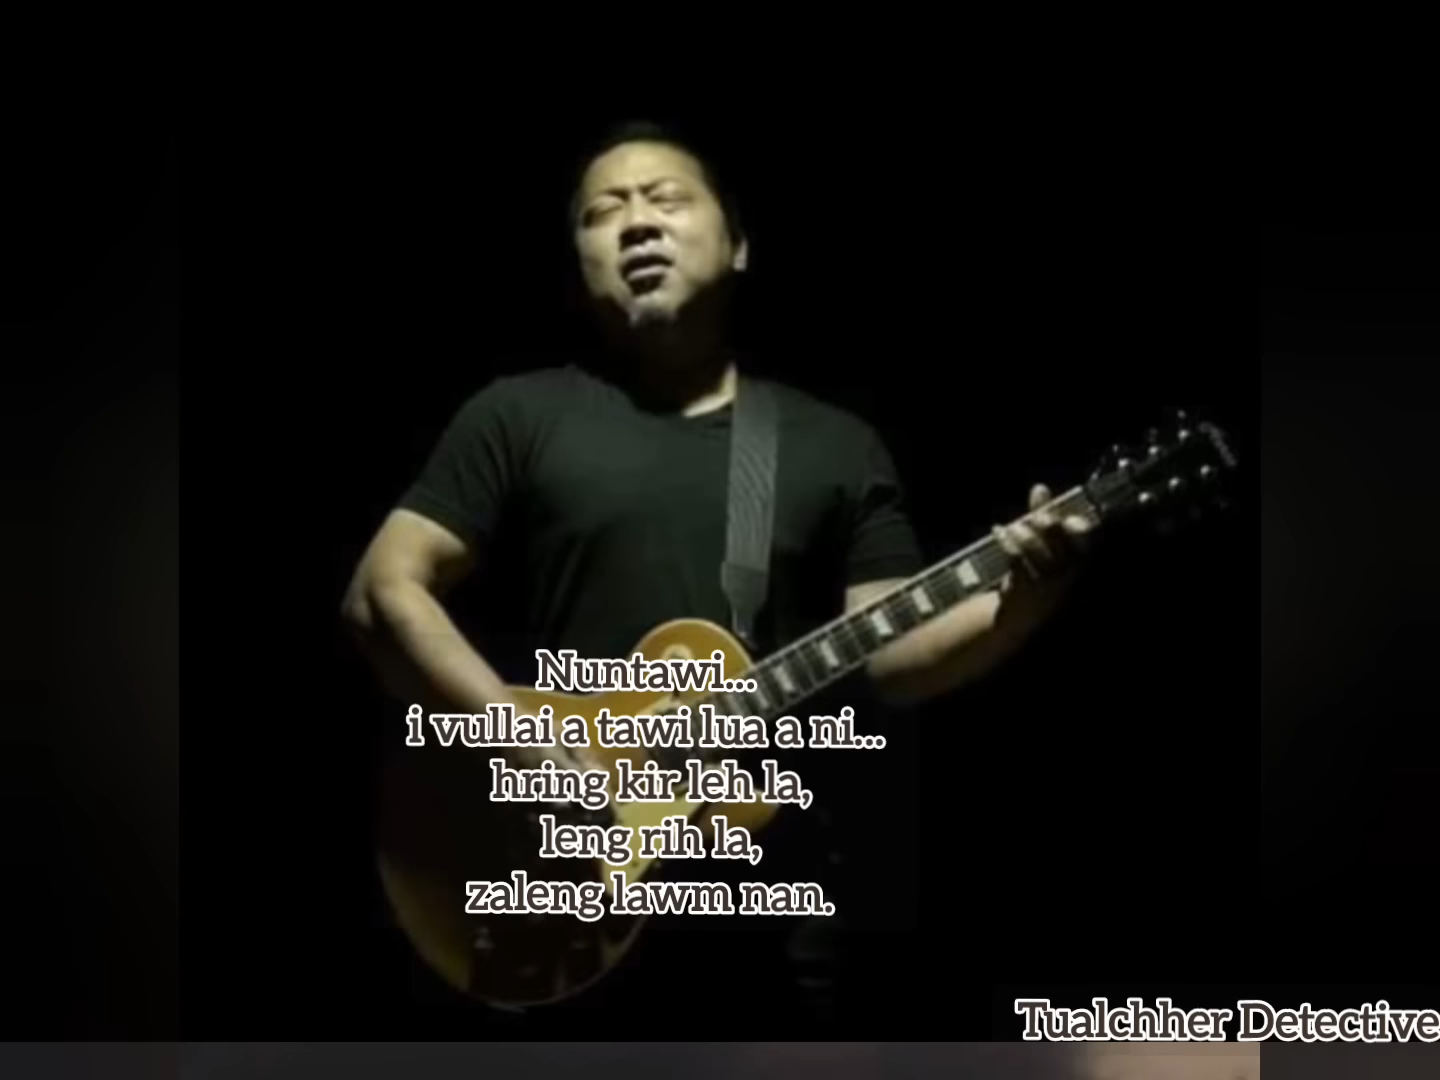 Nuntawi...
i vullai a tawi lua a ni...
hring kir leh la,
leng rih la,
zaleng lawm nan.
Tualchher Detective